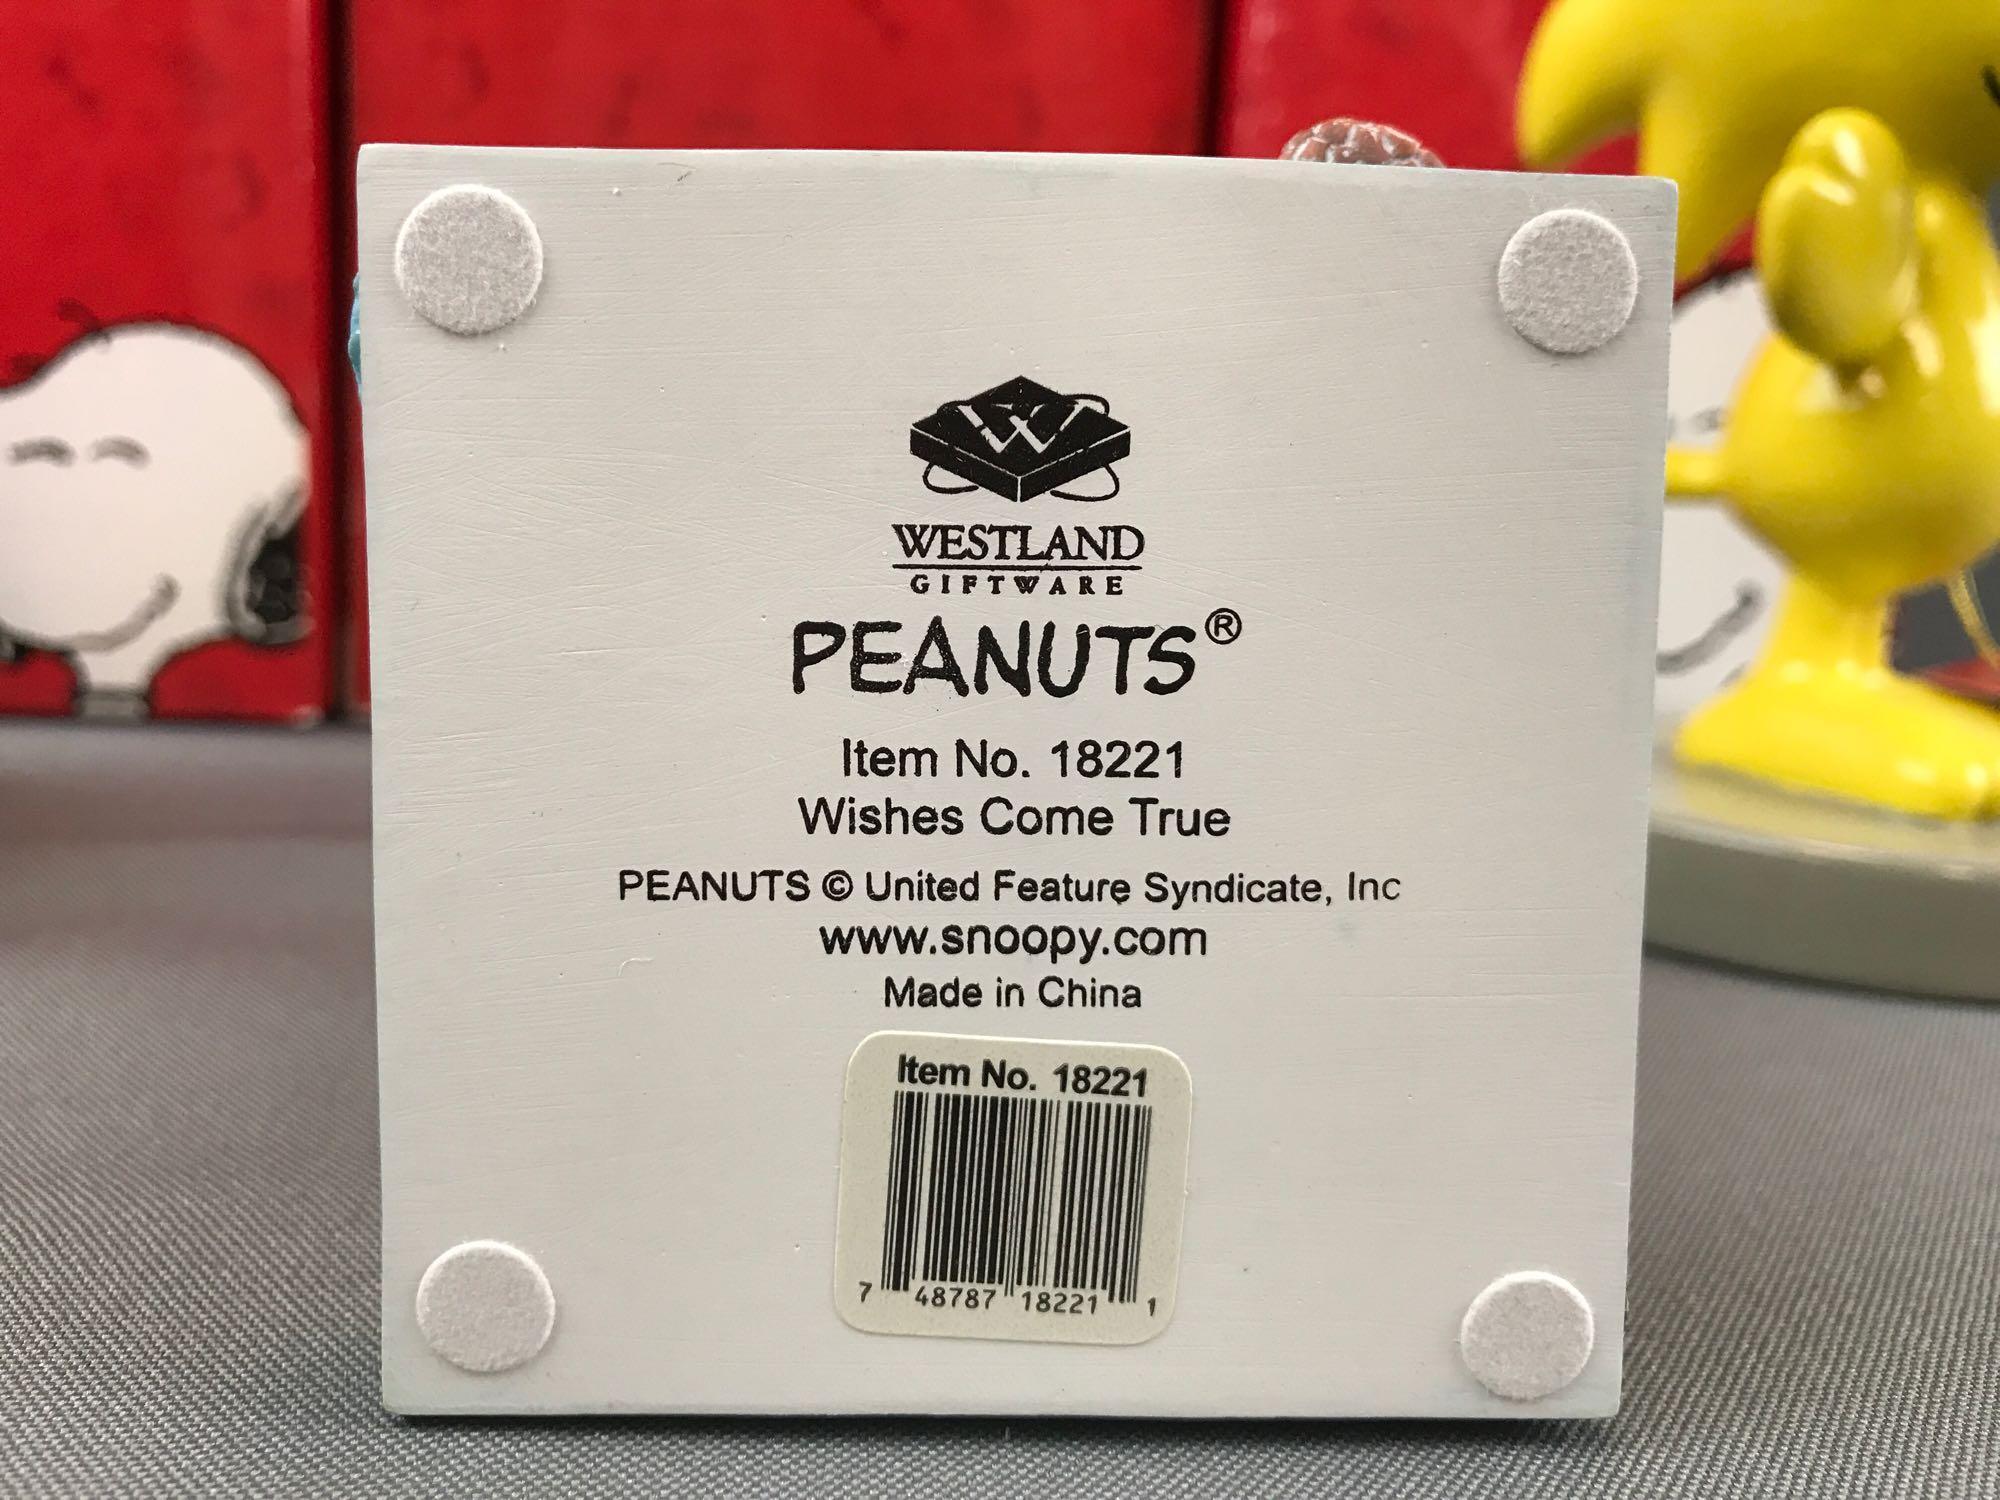 W
WESTLAND
GIFTWARE
PEANUTS®
Item No. 18221
Wishes Come True
PEANUTS © United Feature Syndicate, Inc
www.snoopy.com
Made in China
Item No. 18221
7 48787 18221 1